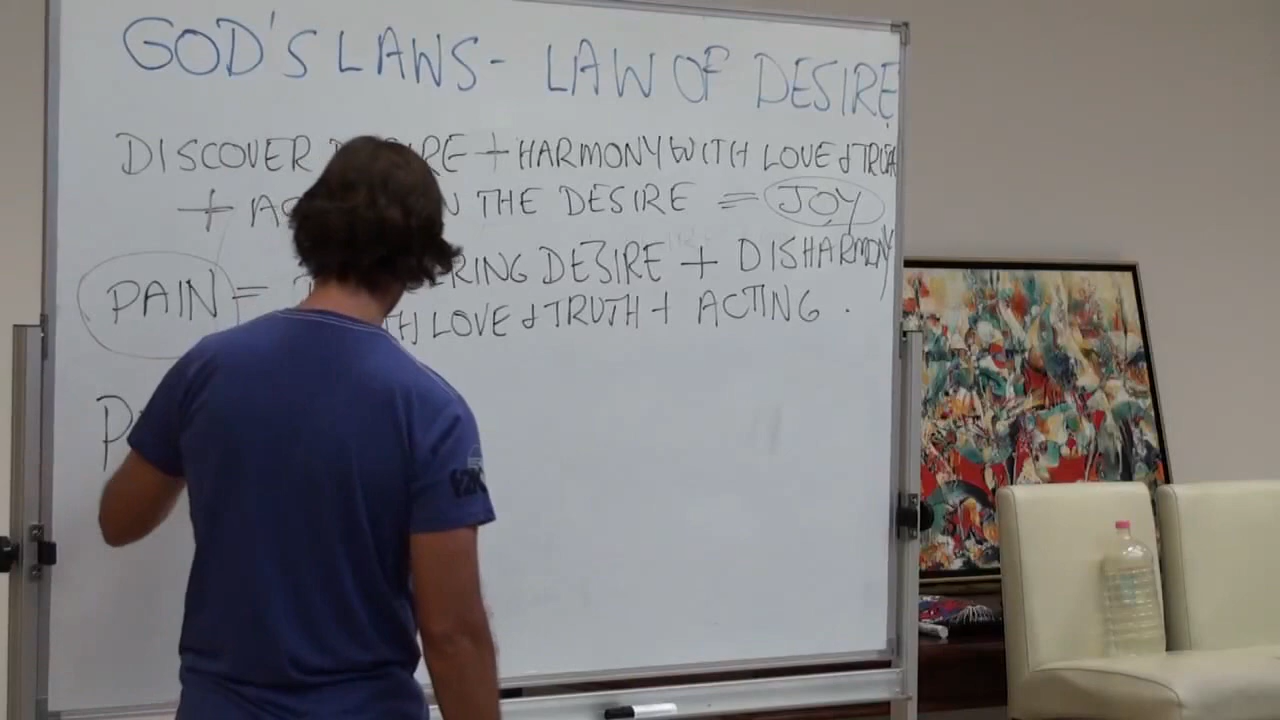 GOD'S LAWS - LAW OF DESIRE
DISCOVER + HARMONY WITH LOVE & TRUTH
+ THE DESIRE = JOY
PAIN = DESIRE + DISHARMONY
LOVE & TRUTH + ACTING .